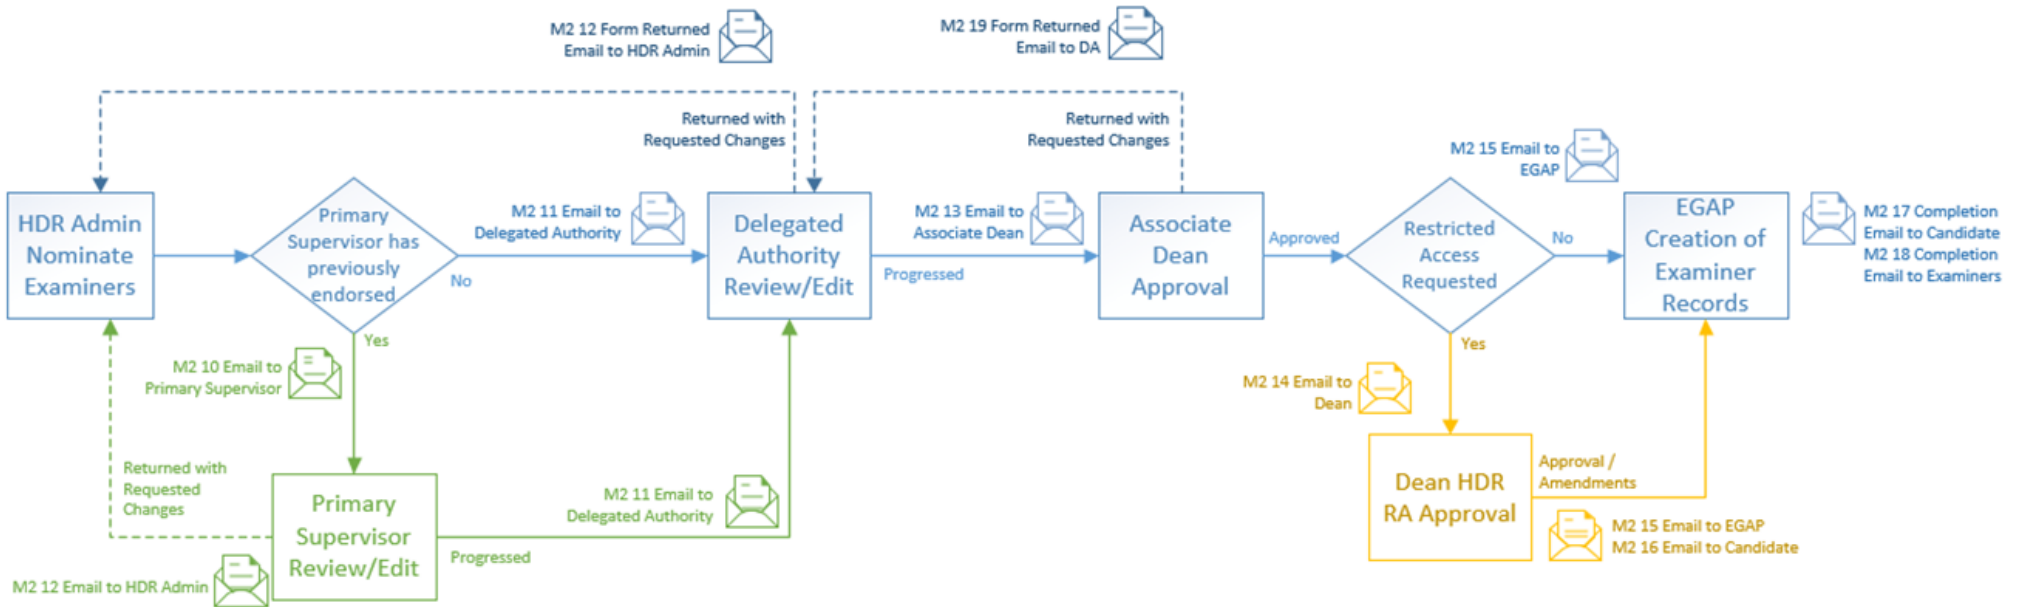 M2 12 Form Returned
Email to HDR Admin
M2 19 Form Returned
Email to DA
Returned with
Requested Changes
Returned with
Requested Changes
M2 15 Email to
EGAP
HDR Admin
Nominate
Examiners
Primary
Supervisor has
previously
endorsed
No
M2 11 Email to
Delegated Authority
Delegated
Authority
Review/Edit
M2 13 Email to
Associate Dean
Progressed
Associate
Dean
Approval
Approved
Restricted
Access
Requested
No
EGAP
Creation of
Examiner
Records
M2 17 Completion
Email to Candidate
M2 18 Completion
Email to Examiners
Yes
M2 10 Email to
Primary Supervisor
Yes
M2 14 Email to
Dean
Returned with
Requested
Changes
Primary
Supervisor
Review/Edit
M2 11 Email to
Delegated Authority
Progressed
M2 12 Email to HDR Admin
Dean HDR
RA Approval
Approval /
Amendments
M2 15 Email to EGAP
M2 16 Email to Candidate